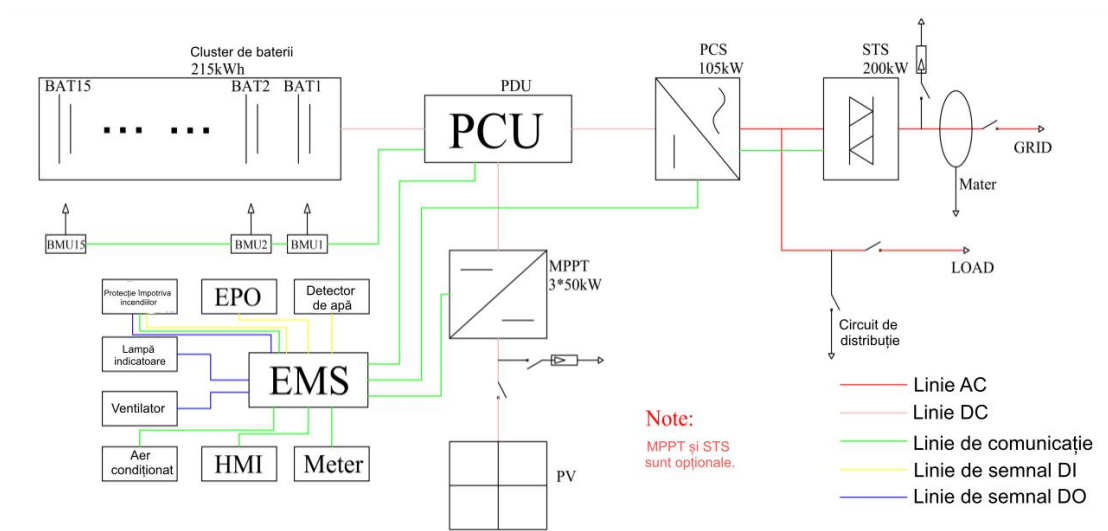 Cluster de baterii
215kWh
BAT15
BAT2
BAT1
PDU
PCU
PCS
105kW
STS
200kW
GRID
Mater
LOAD
BMU15
BMU2
BMU1
MPPT
3*50kW
Circuit de
distribuție
Protecție împotriva
incendiilor
EPO
Detector
de apă
Lampă
indicatoare
EMS
Ventilator
Aer
condiționat
HMI
Meter
PV
Note:
MPPT și STS
sunt opționale.
Linie AC
Linie DC
Linie de comunicație
Linie de semnal DI
Linie de semnal DO